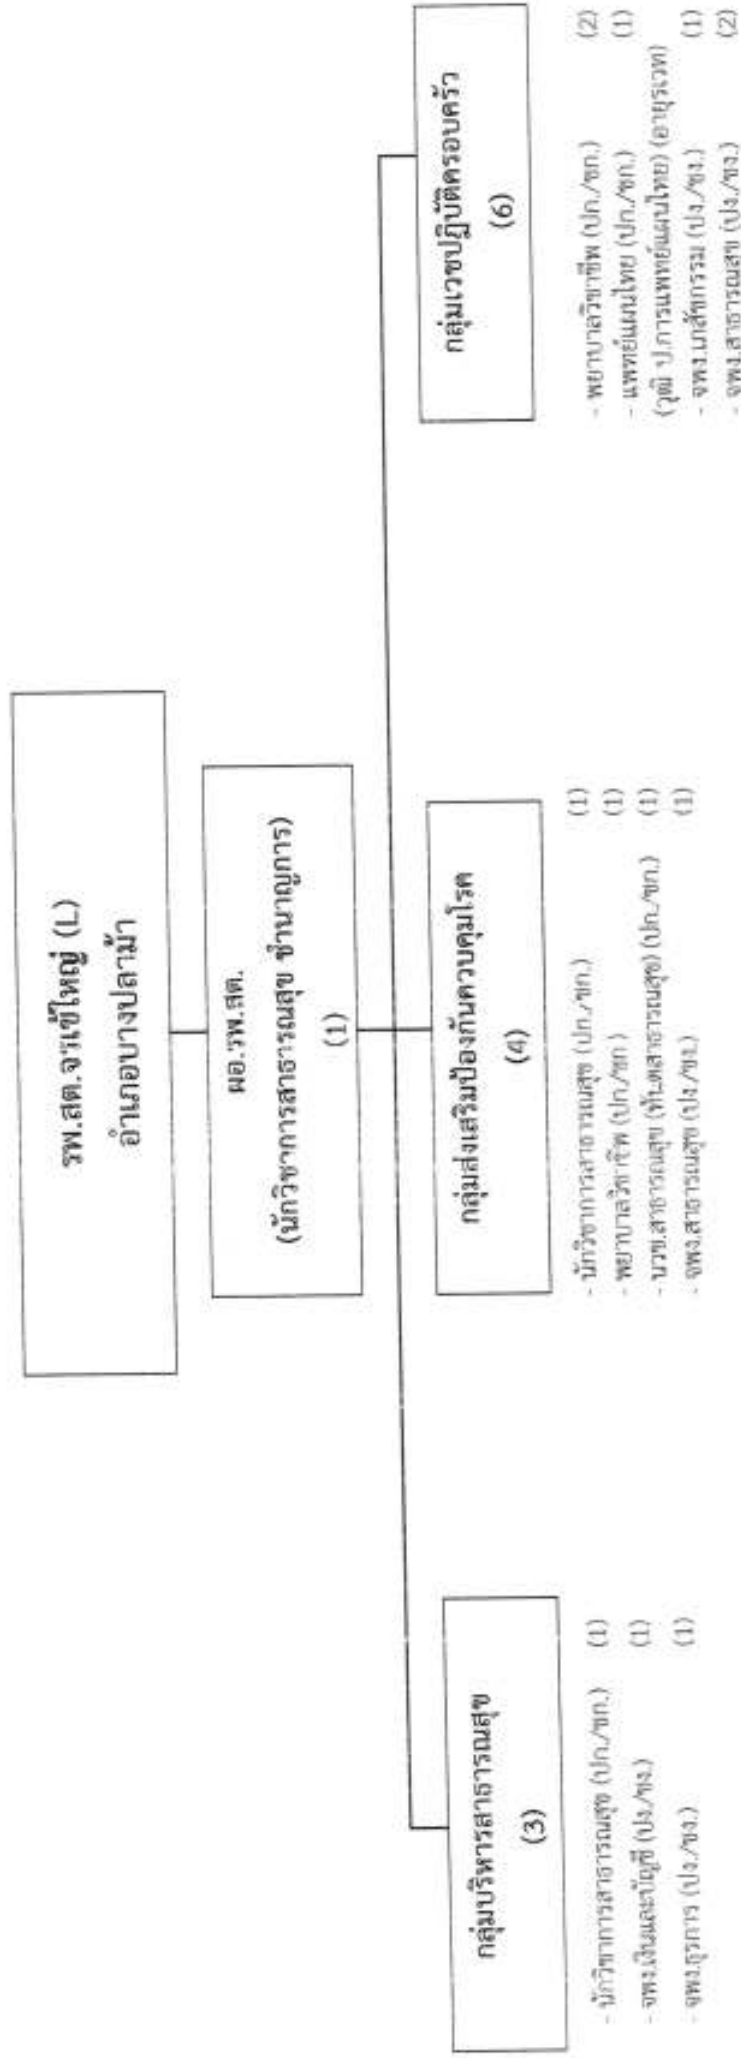 รพ.สต.จรเข้ใหญ่ (L)
อำเภอบางปลาม้า
ผอ.รพ.สต.
(นักวิชาการสาธารณสุข ชำนาญการ)
(1)
กลุ่มบริหารสาธารณสุข
(3)
- นักวิชาการสาธารณสุข (ปก./ชก.) (1)
- จพง.เงินและบัญชี (ปง./ชง.) (1)
- จพง.ธุรการ (ปง./ชง.) (1)
กลุ่มส่งเสริมป้องกันควบคุมโรค
(4)
- นักวิชาการสาธารณสุข (ปก./ชก.) (1)
- พยาบาลวิชาชีพ (ปก./ชก ) (1)
- นวช.สาธารณสุข (ทันตสาธารณสุข) (ปก./ชก.) (1)
- จพง.สาธารณสุข (ปง./ชง.) (1)
กลุ่มเวชปฏิบัติครอบครัว
(6)
- พยาบาลวิชาชีพ (ปก./ชก.) (2)
- แพทย์แผนไทย (ปก./ชก.) (1)
(วุฒิ ป.การแพทย์แผนไทย) (อายุรเวท)
- จพง.เภสัชกรรม (ปง./ชง.) (1)
- จพง.สาธารณสุข (ปง./ชง.) (2)